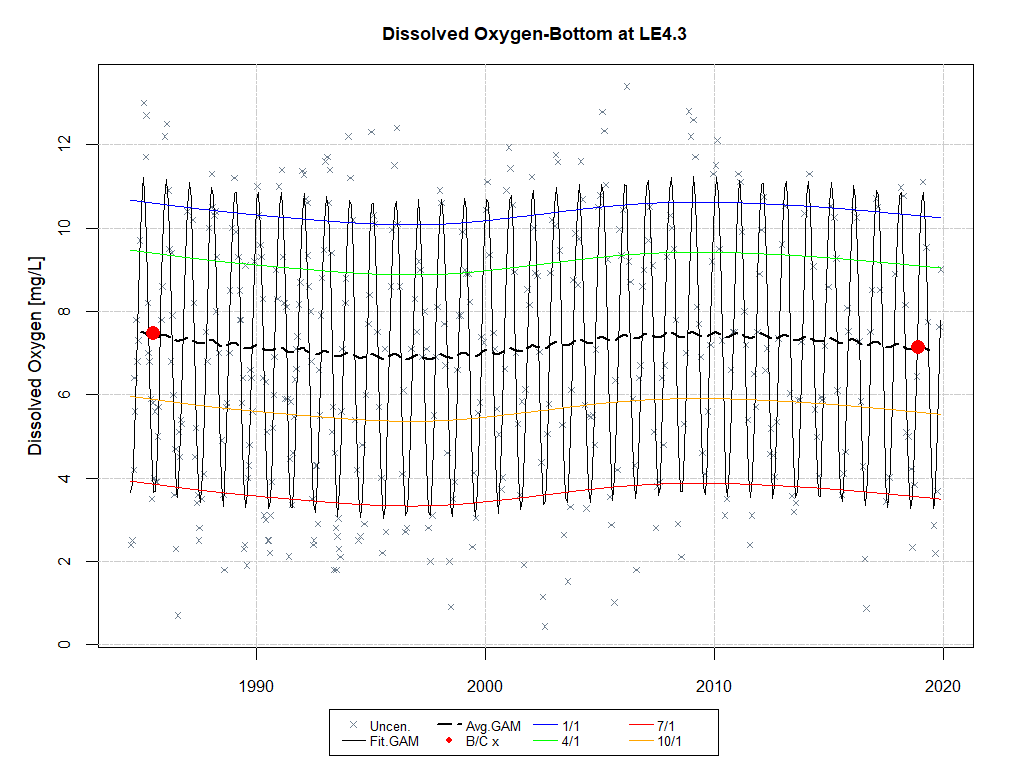 Dissolved Oxygen-Bottom at LE4.3
Dissolved Oxygen [mg/L]
12
10
8
6
4
2
0
1990 2000 2010 2020
Uncen. Avg.GAM 1/1 7/1
Fit.GAM B/C x 4/1 10/1